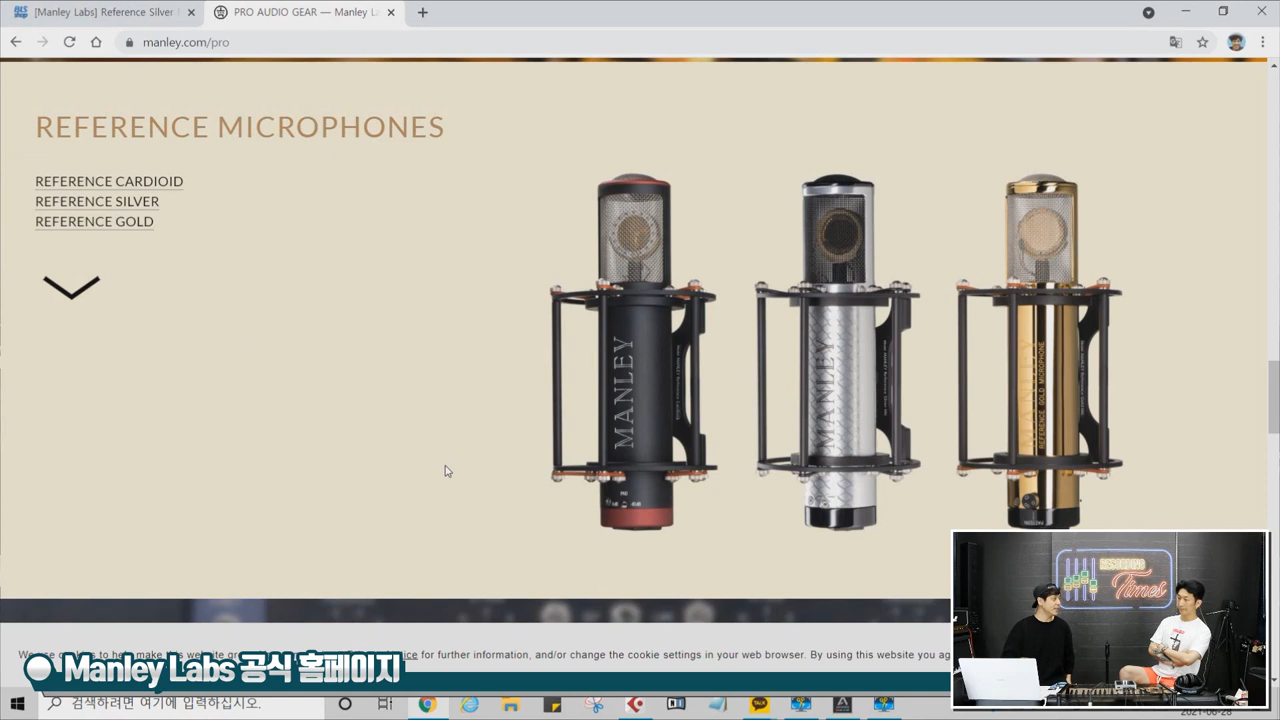 [Manley Labs] Reference Silver
PRO AUDIO GEAR — Manley La
manley.com/pro
REFERENCE MICROPHONES
REFERENCE CARDIOID
REFERENCE SILVER
REFERENCE GOLD
MANLEY
MANLEY
MANLEY
REFERENCE GOLD MICROPHONE
RECORDING
Times
for further information, and/or change the cookie settings in your web browser. By using this website you ag
Manley Labs 공식 홈페이지
검색하려면 여기에 입력하십시오.
2021-06-28